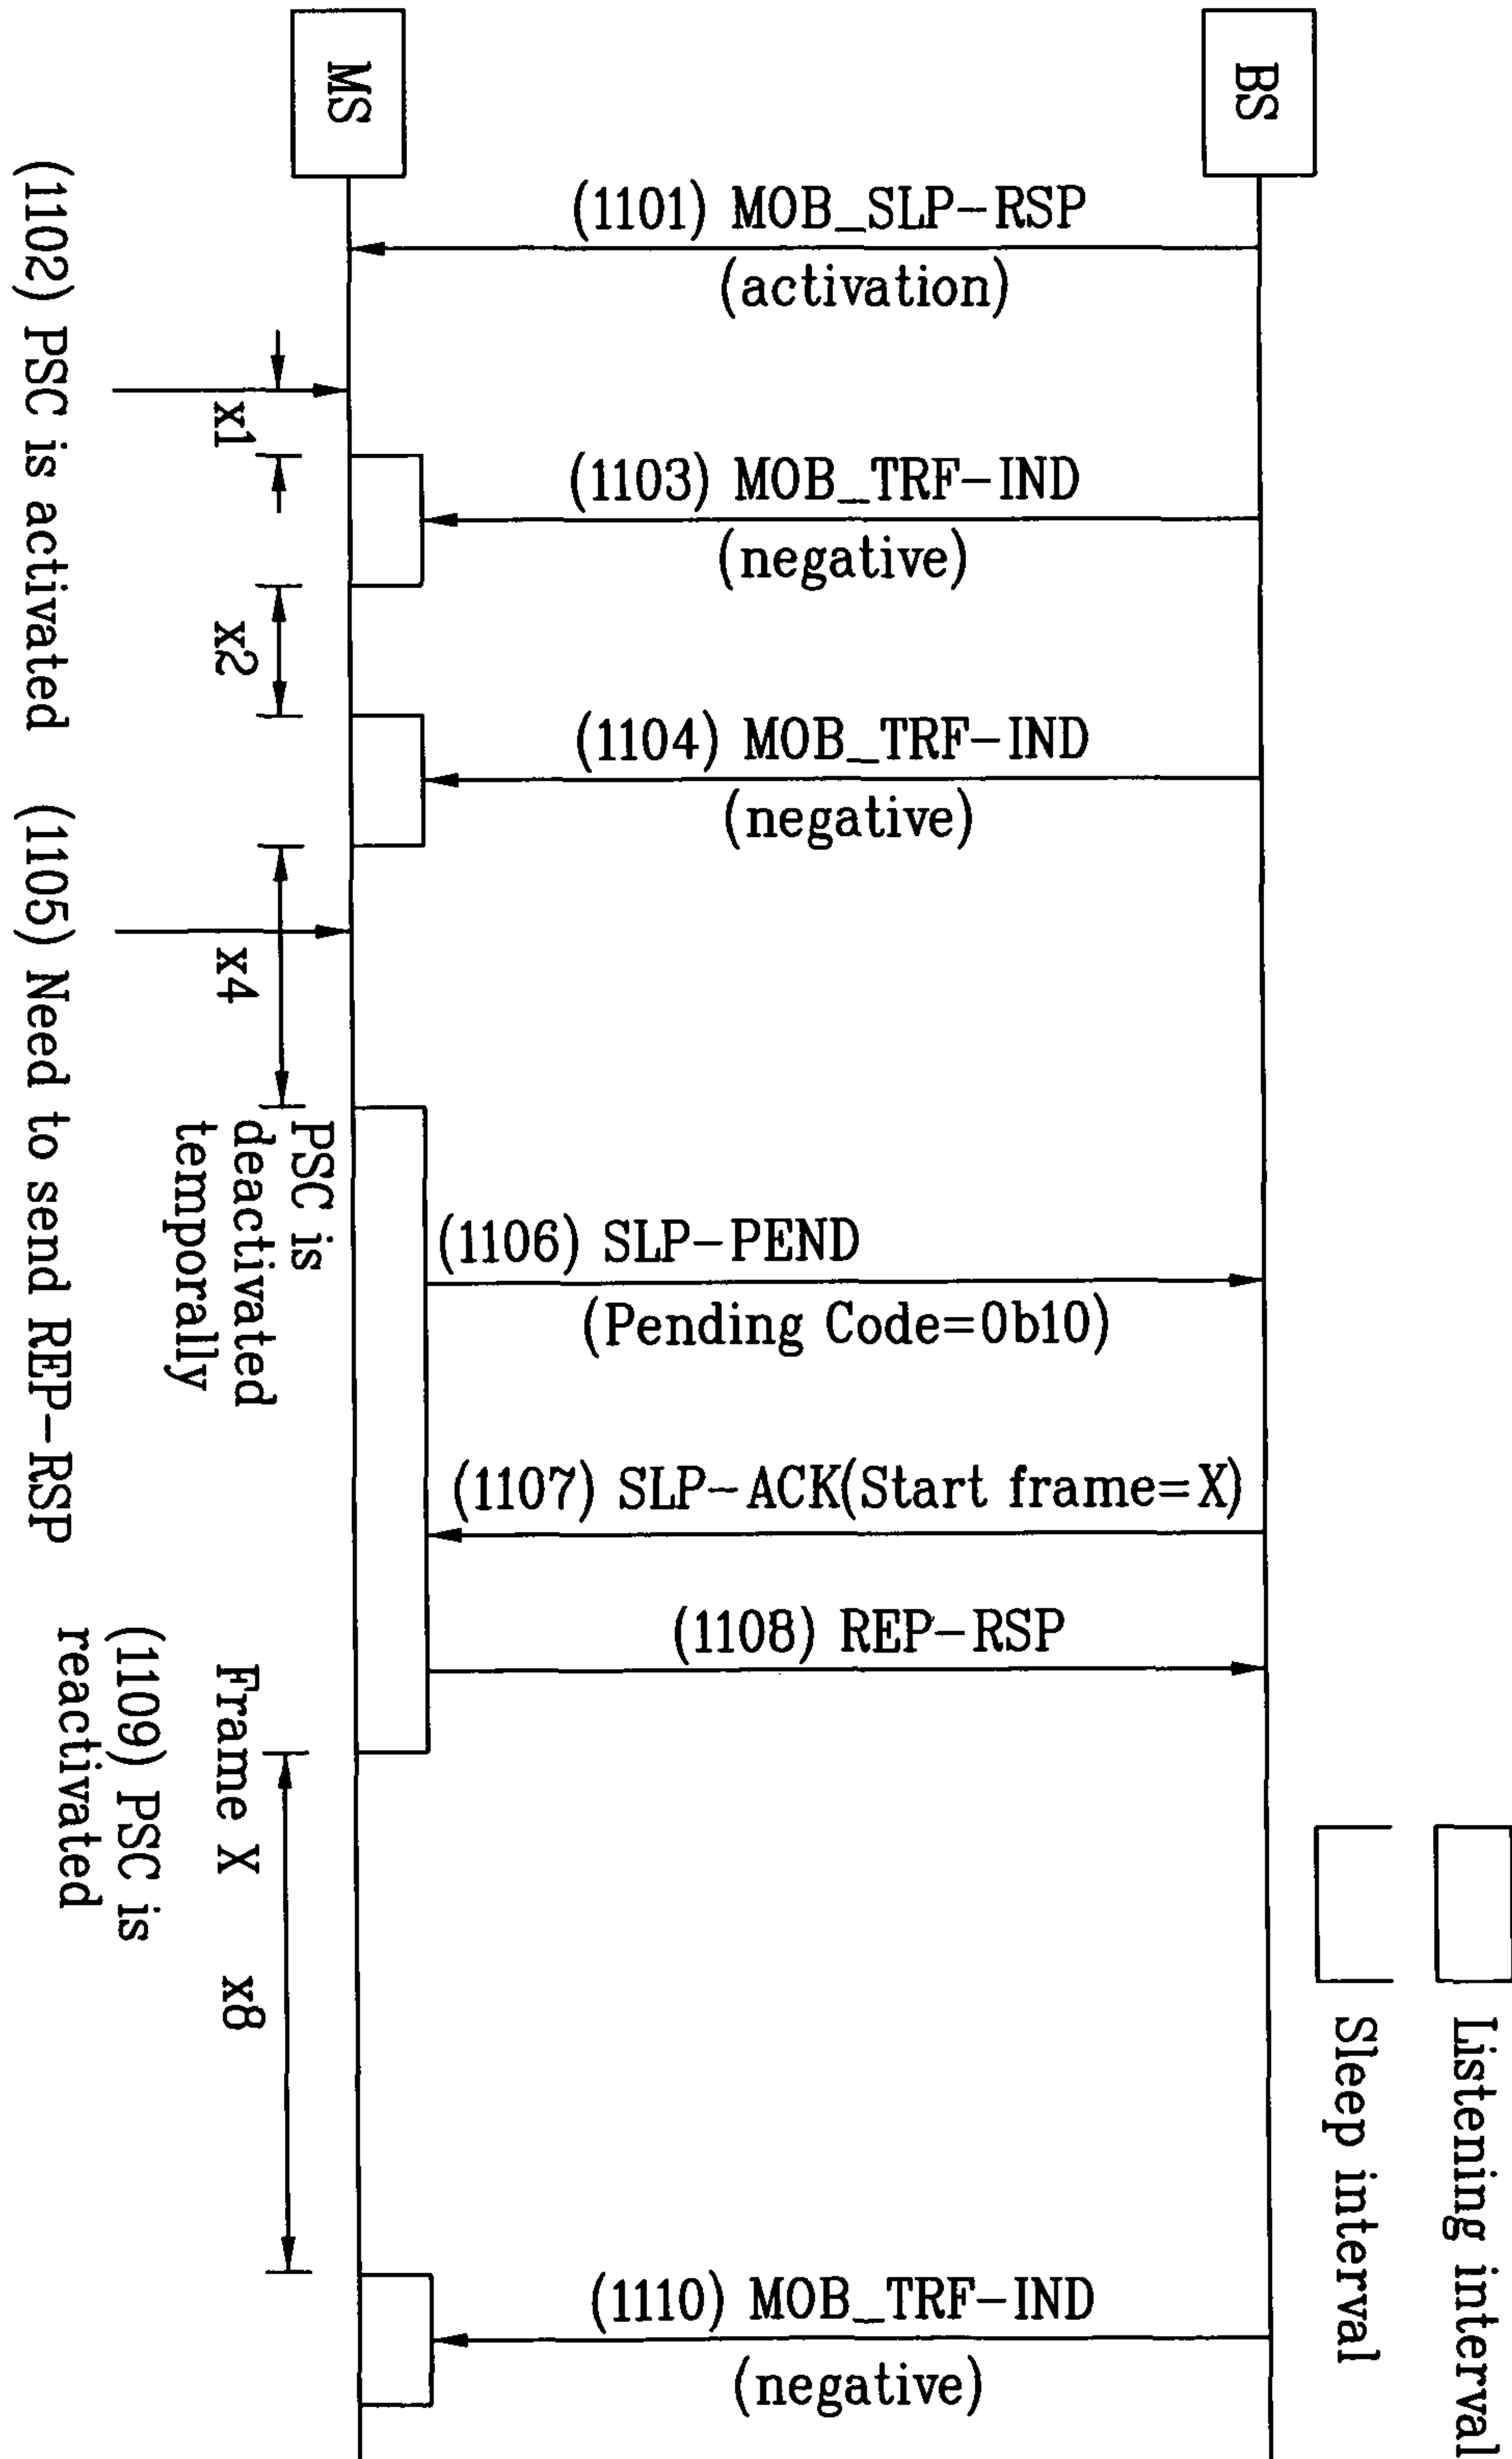 MS
BS
(1101) MOB_SLP-RSP
(activation)
(1102) PSC is activated
x1
(1103) MOB_TRF-IND
(negative)
x2
(1104) MOB_TRF-IND
(negative)
(1105) Need to send REP-RSP
x4
PSC is
deactivated
temporally
(1106) SLP-PEND
(Pending Code=0b10)
(1107) SLP-ACK(Start frame=X)
(1108) REP-RSP
Frame X
(1109) PSC is
reactivated
x8
(1110) MOB_TRF-IND
(negative)
Listening interval
Sleep interval